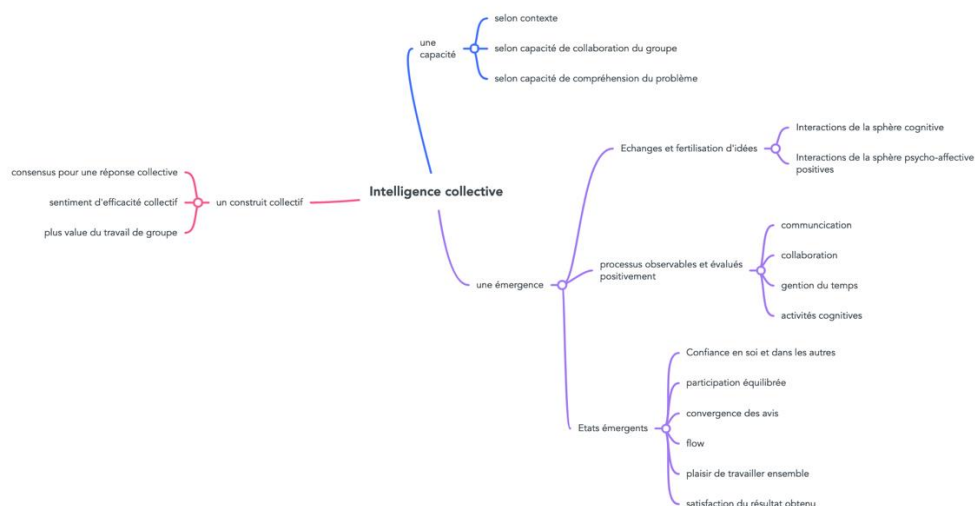 Intelligence collective
une
capacité
selon contexte
selon capacité de collaboration du groupe
selon capacité de compréhension du problème
une émergence
Echanges et fertilisation d'idées
Interactions de la sphère cognitive
Interactions de la sphère psycho-affective
positives
processus observables et évalués
positivement
communcication
collaboration
gention du temps
activités cognitives
Etats émergents
Confiance en soi et dans les autres
participation équilibrée
convergence des avis
flow
plaisir de travailler ensemble
satisfaction du résultat obtenu
un construit collectif
consensus pour une réponse collective
sentiment d'efficacité collectif
plus value du travail de groupe